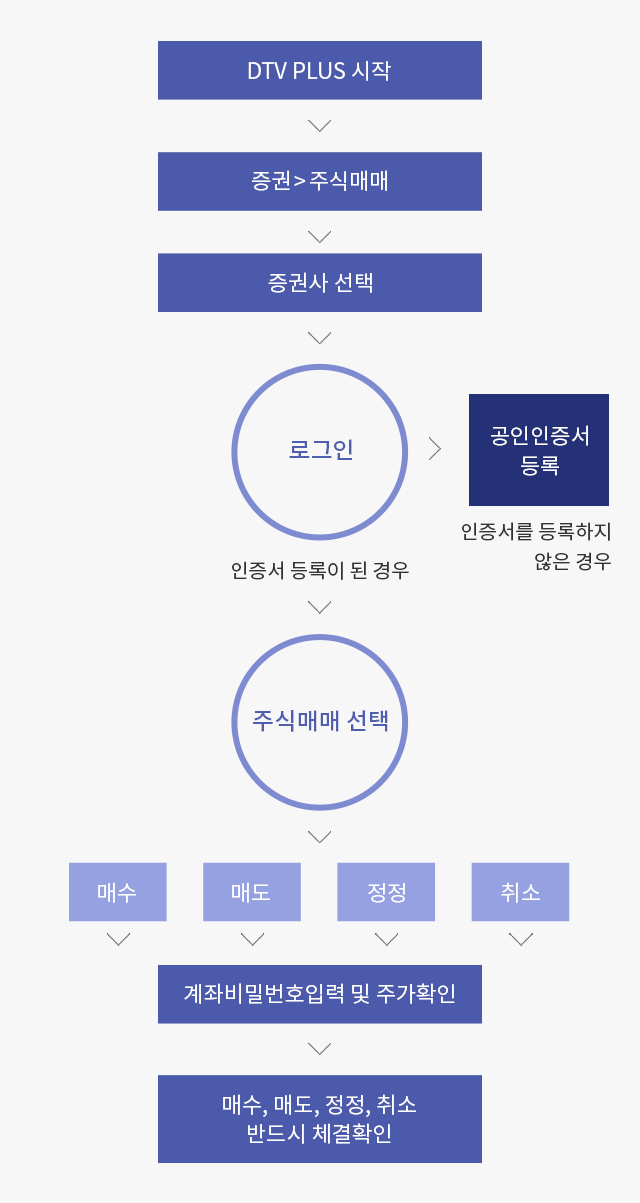 DTV PLUS 시작
증권>주식매매
증권사 선택
로그인
공인인증서
등록
인증서를 등록하지
않은 경우
인증서 등록이 된 경우
주식매매 선택
매수
매도
정정
취소
계좌비밀번호입력 및 주가확인
매수, 매도, 정정, 취소
반드시 체결확인